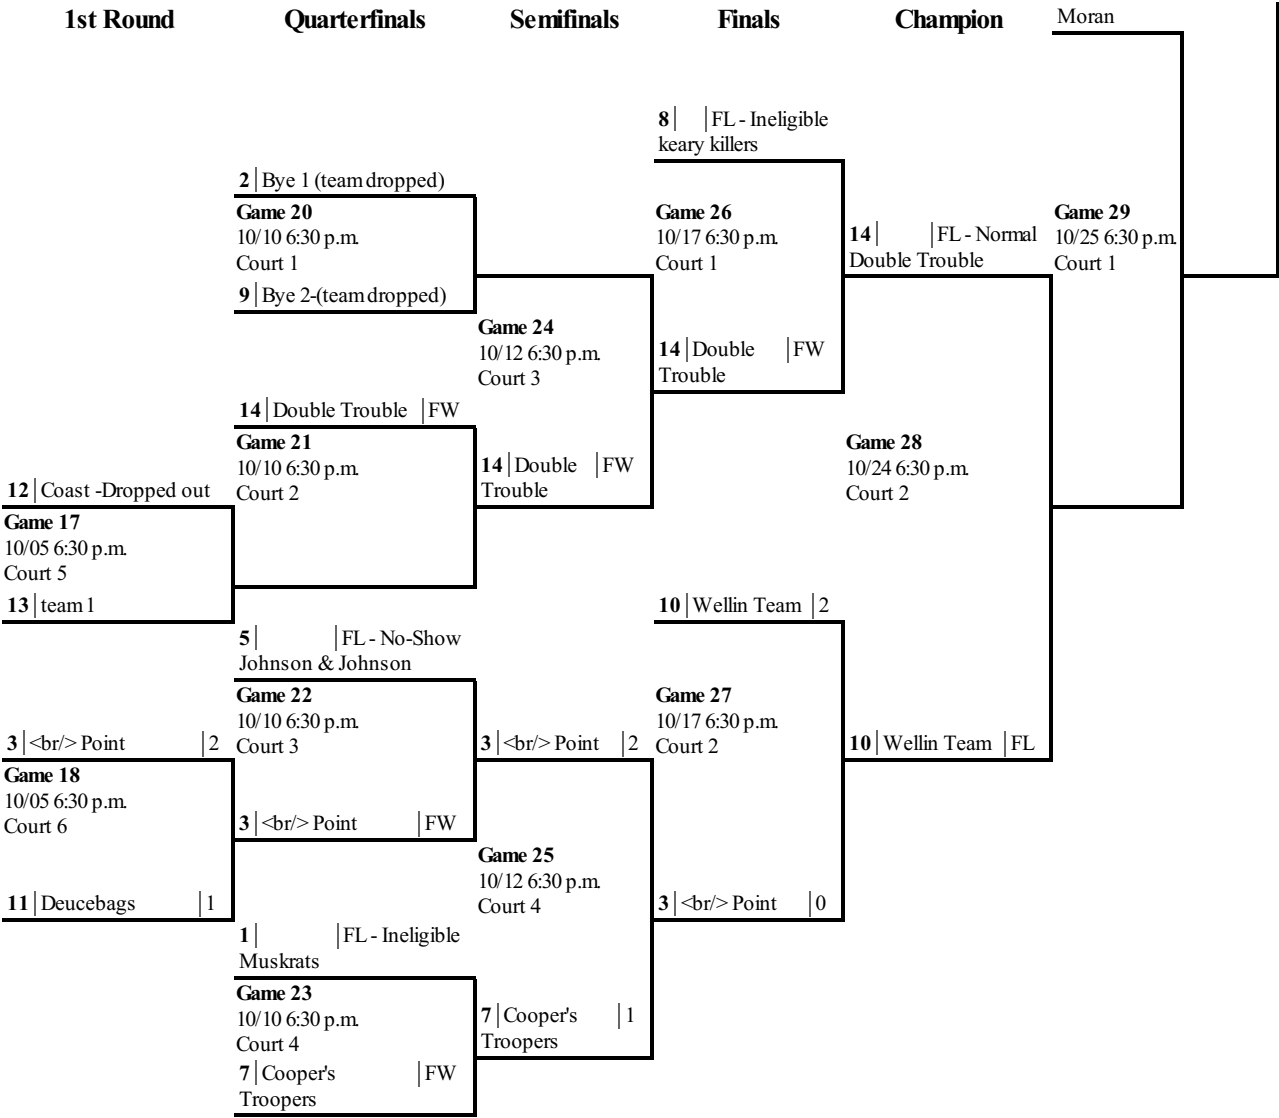 1st Round
Quarterfinals
Semifinals
Finals
Champion
Moran
8 FL - Ineligible
keary killers
2 Bye 1 (team dropped)
Game 20
10/10 6:30 p.m.
Court 1
9 Bye 2-(team dropped)
Game 26
10/17 6:30 p.m.
Court 1
14 FL - Normal
Double Trouble
Game 29
10/25 6:30 p.m.
Court 1
Game 24
10/12 6:30 p.m.
Court 3
14 Double FW
Trouble
14 Double Trouble FW
Game 21
10/10 6:30 p.m.
Court 2
14 Double FW
Trouble
Game 28
10/24 6:30 p.m.
Court 2
12 Coast -Dropped out
Game 17
10/05 6:30 p.m.
Court 5
13 team 1
10 Wellin Team 2
5 FL - No-Show
Johnson & Johnson
Game 22
10/10 6:30 p.m.
Court 3
Game 27
10/17 6:30 p.m.
Court 2
3 <br/> Point 2
Game 18
10/05 6:30 p.m.
Court 6
3 <br/> Point 2
10 Wellin Team FL
3 <br/> Point FW
Game 25
10/12 6:30 p.m.
Court 4
11 Deucebags 1
3 <br/> Point 0
1 FL - Ineligible
Muskrats
Game 23
10/10 6:30 p.m.
Court 4
7 Cooper's 1
Troopers
7 Cooper's FW
Troopers